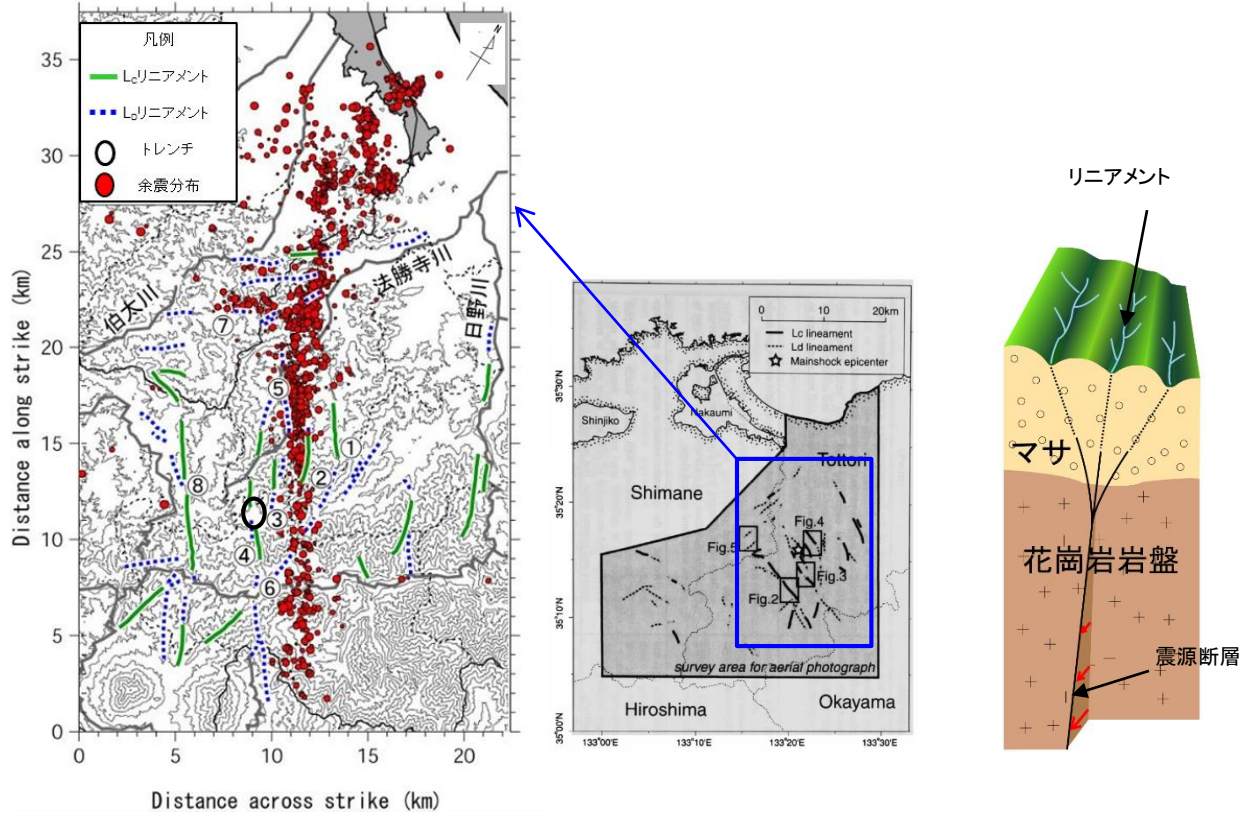 凡例
LCリニアメント
LDリニアメント
トレンチ
余震分布
N
35
30
25
20
15
10
5
0
0
5
10
15
20
Distance along strike (km)
Distance across strike (km)
伯太川
法勝寺川
日野川
⑦
⑤
①
②
⑧
③
④
⑥
0
20km
Lc lineament
Ld lineament
Mainshock epicenter
Shinjiko
Nakaumi
Tottori
Shimane
Fig.4
Fig.5
Fig.3
Fig.2
survey area for aerial photograph
Hiroshima
Okayama
35°30'N
35°20'N
35°10'N
35°00'N
133°00'E
133°10'E
133°20'E
133°30'E
リニアメント
マサ
花崗岩岩盤
震源断層